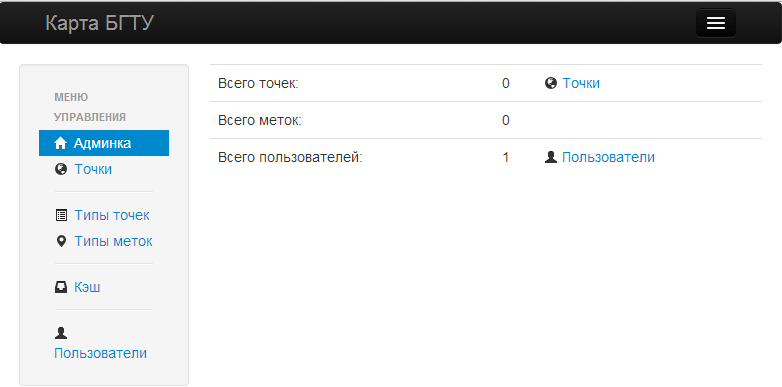 Карта БГТУ
МЕНЮ
УПРАВЛЕНИЯ
Админка
Точки
Типы точек
Типы меток
Кэш
Пользователи
Всего точек: 0 Точки
Всего меток: 0
Всего пользователей: 1 Пользователи